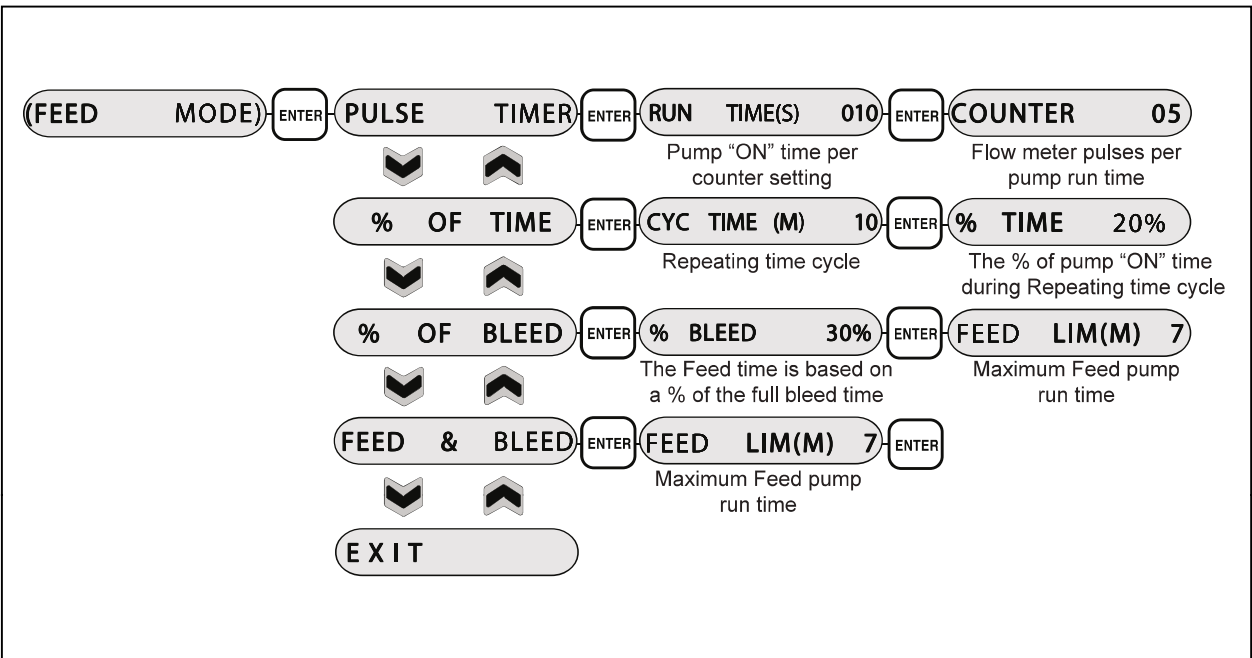 (FEED MODE) ENTER PULSE TIMER ENTER RUN TIME(S) 010 ENTER COUNTER 05
Pump “ON” time per
counter setting
Flow meter pulses per
pump run time
% OF TIME ENTER CYC TIME (M) 10 ENTER % TIME 20%
Repeating time cycle
The % of pump “ON” time
during Repeating time cycle
% OF BLEED ENTER % BLEED 30% ENTER FEED LIM(M) 7
The Feed time is based on
a % of the full bleed time
Maximum Feed pump
run time
FEED & BLEED ENTER FEED LIM(M) 7 ENTER
Maximum Feed pump
run time
EXIT